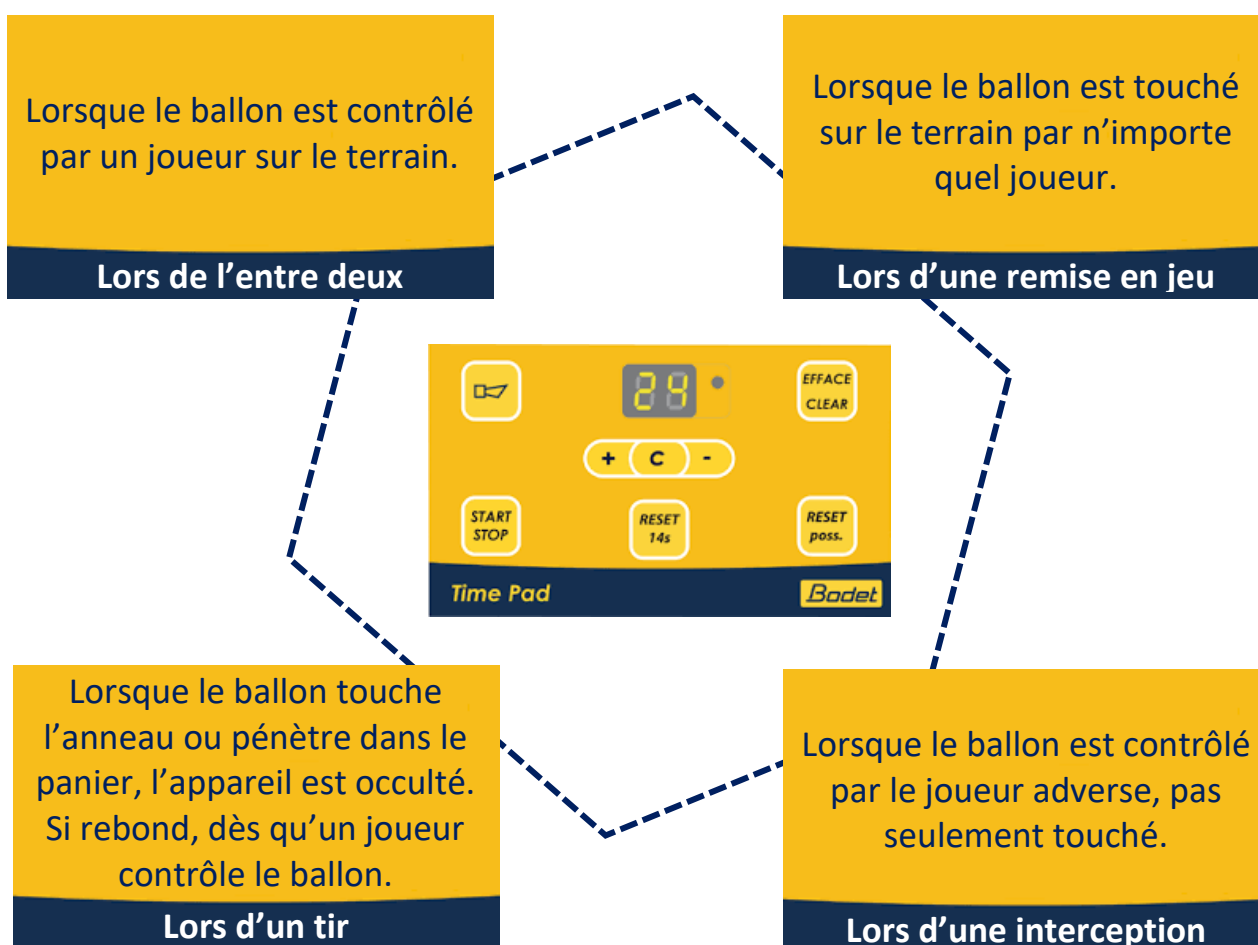 Lorsque le ballon est contrôlé
par un joueur sur le terrain.
Lors de l’entre deux
Lorsque le ballon est touché
sur le terrain par n’importe
quel joueur.
Lors d’une remise en jeu
24
EFFACE
CLEAR
+ C -
START
STOP
RESET
14s
RESET
poss.
Time Pad
Bodet
Lorsque le ballon touche
l’anneau ou pénètre dans le
panier, l’appareil est occulté.
Si rebond, dès qu’un joueur
contrôle le ballon.
Lors d’un tir
Lorsque le ballon est contrôlé
par le joueur adverse, pas
seulement touché.
Lors d’une interception